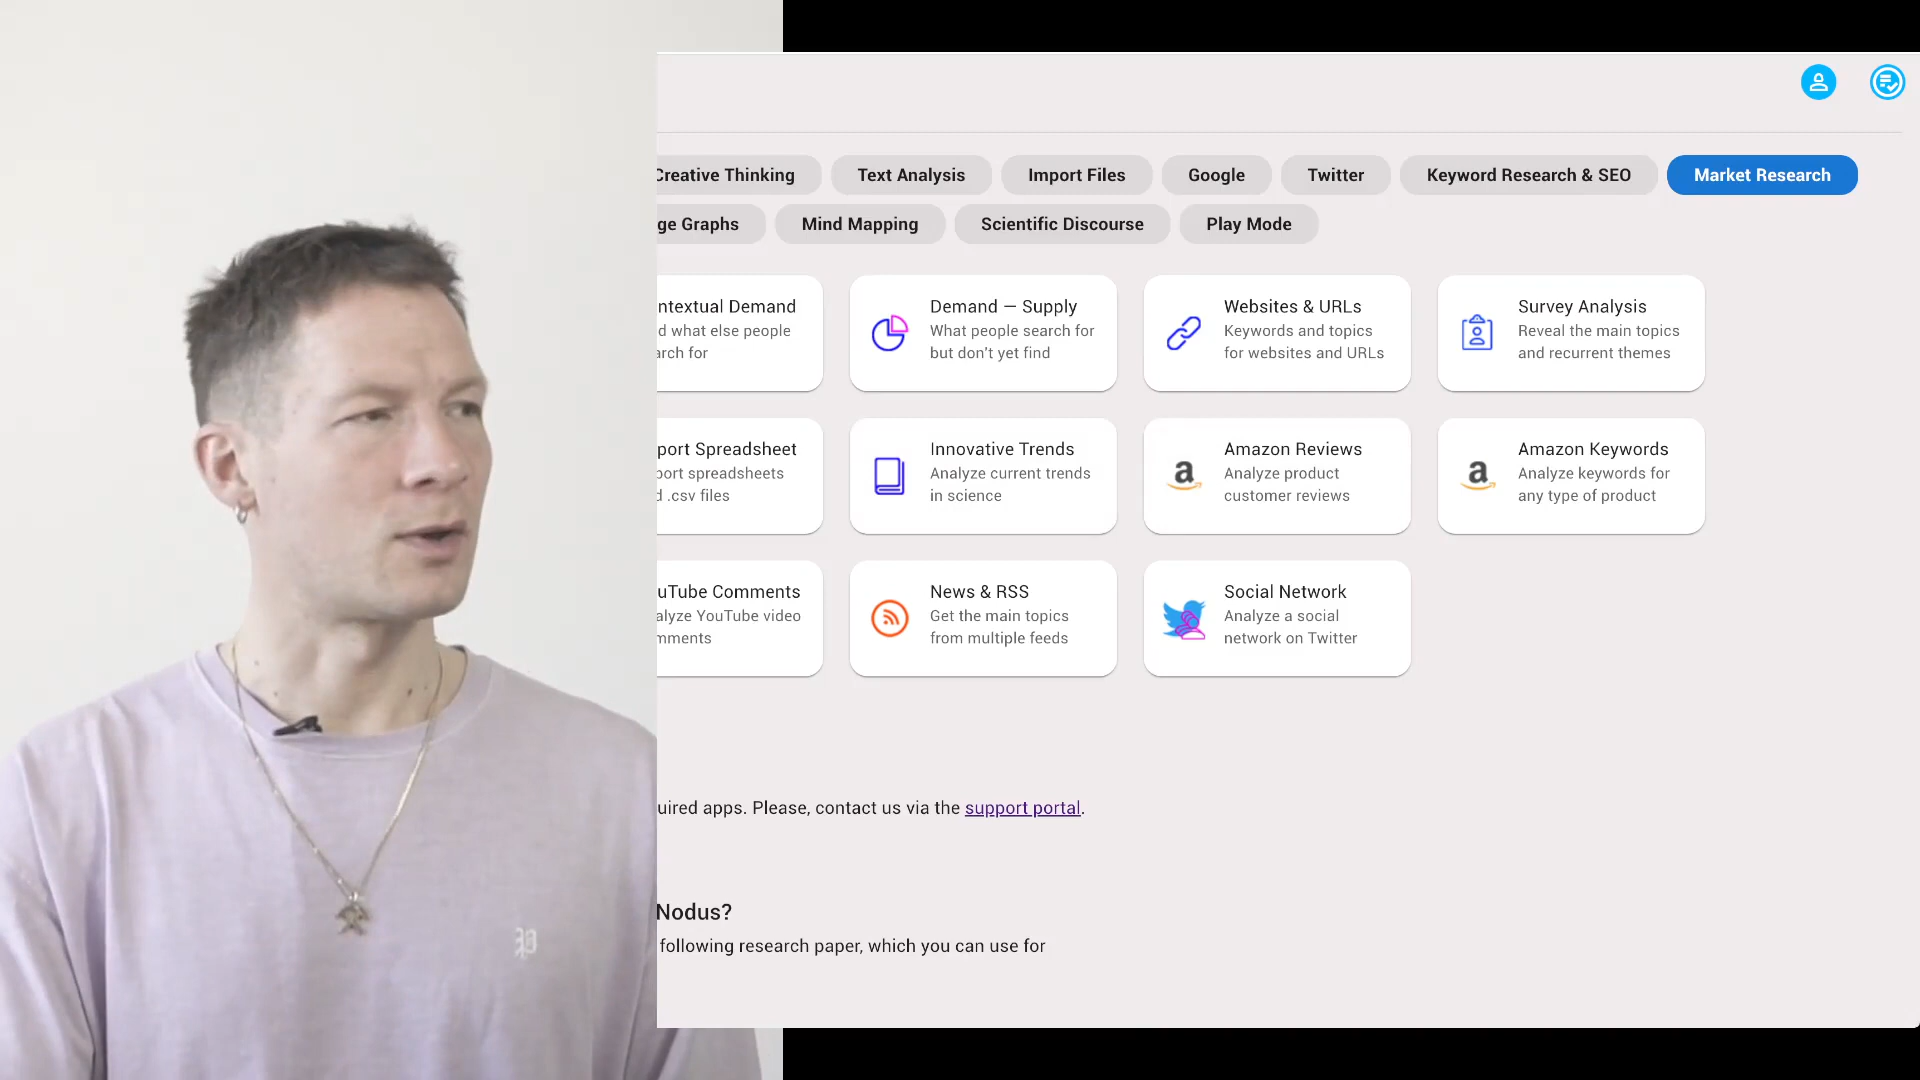 Creative Thinking
Text Analysis
Import Files
Google
Twitter
Keyword Research & SEO
Market Research
ge Graphs
Mind Mapping
Scientific Discourse
Play Mode
ntextual Demand
d what else people
arch for
Demand — Supply
What people search for
but don't yet find
Websites & URLs
Keywords and topics
for websites and URLs
Survey Analysis
Reveal the main topics
and recurrent themes
port Spreadsheet
port spreadsheets
d .csv files
Innovative Trends
Analyze current trends
in science
Amazon Reviews
Analyze product
customer reviews
Amazon Keywords
Analyze keywords for
any type of product
uTube Comments
alyze YouTube video
mments
News & RSS
Get the main topics
from multiple feeds
Social Network
Analyze a social
network on Twitter
uired apps. Please, contact us via the support portal.
Nodus?
following research paper, which you can use for